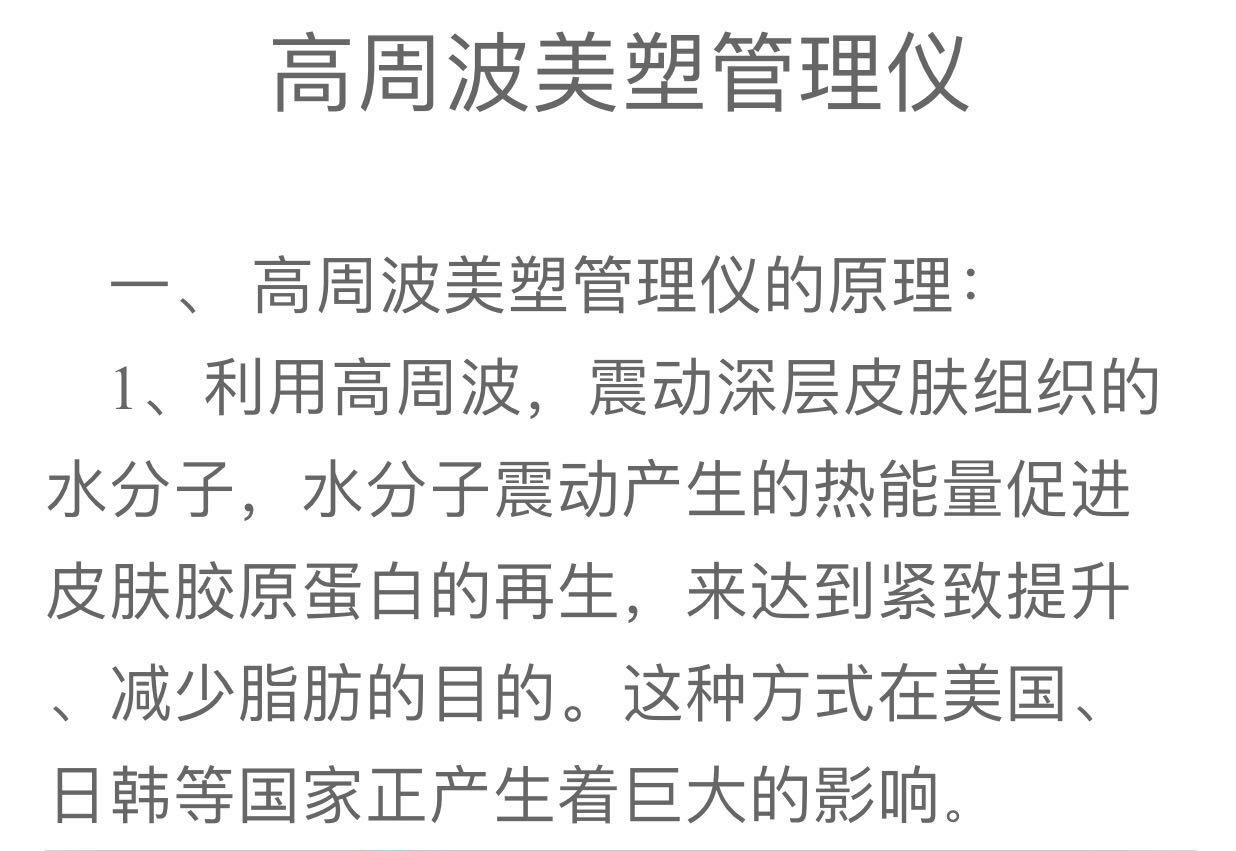 高周波美塑管理仪
一、 高周波美塑管理仪的原理：
1、利用高周波，震动深层皮肤组织的
水分子，水分子震动产生的热能量促进
皮肤胶原蛋白的再生，来达到紧致提升
、减少脂肪的目的。这种方式在美国、
日韩等国家正产生着巨大的影响。